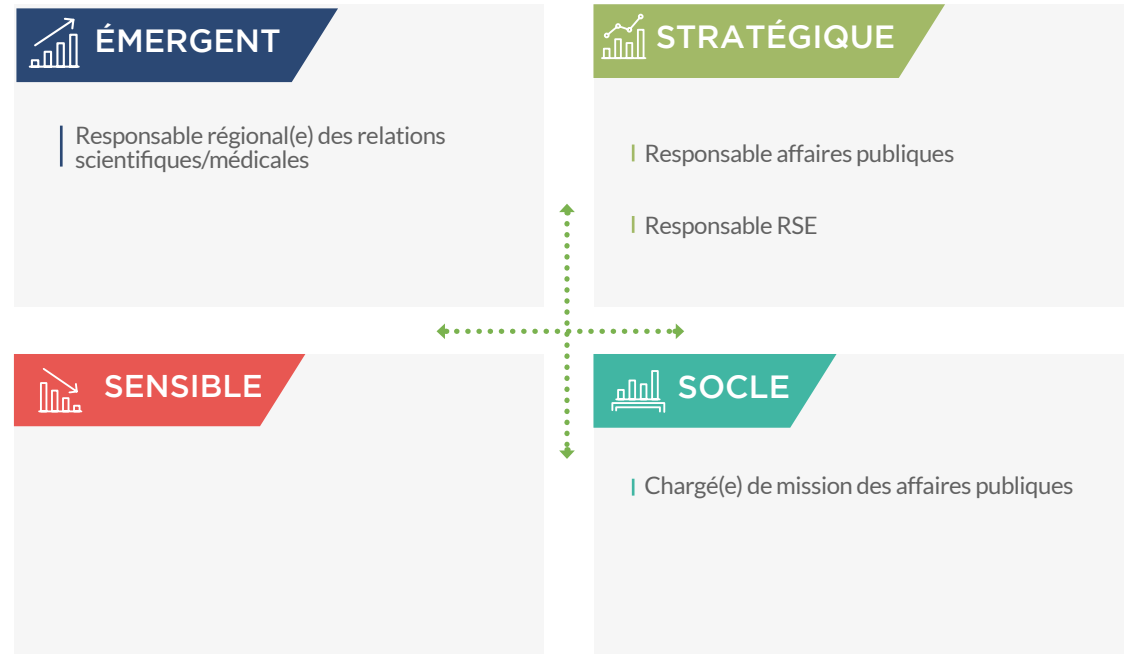 ÉMERGENT
Responsable régional(e) des relations
scientifiques/médicales
STRATÉGIQUE
Responsable affaires publiques
Responsable RSE
SENSIBLE
SOCLE
Chargé(e) de mission des affaires publiques